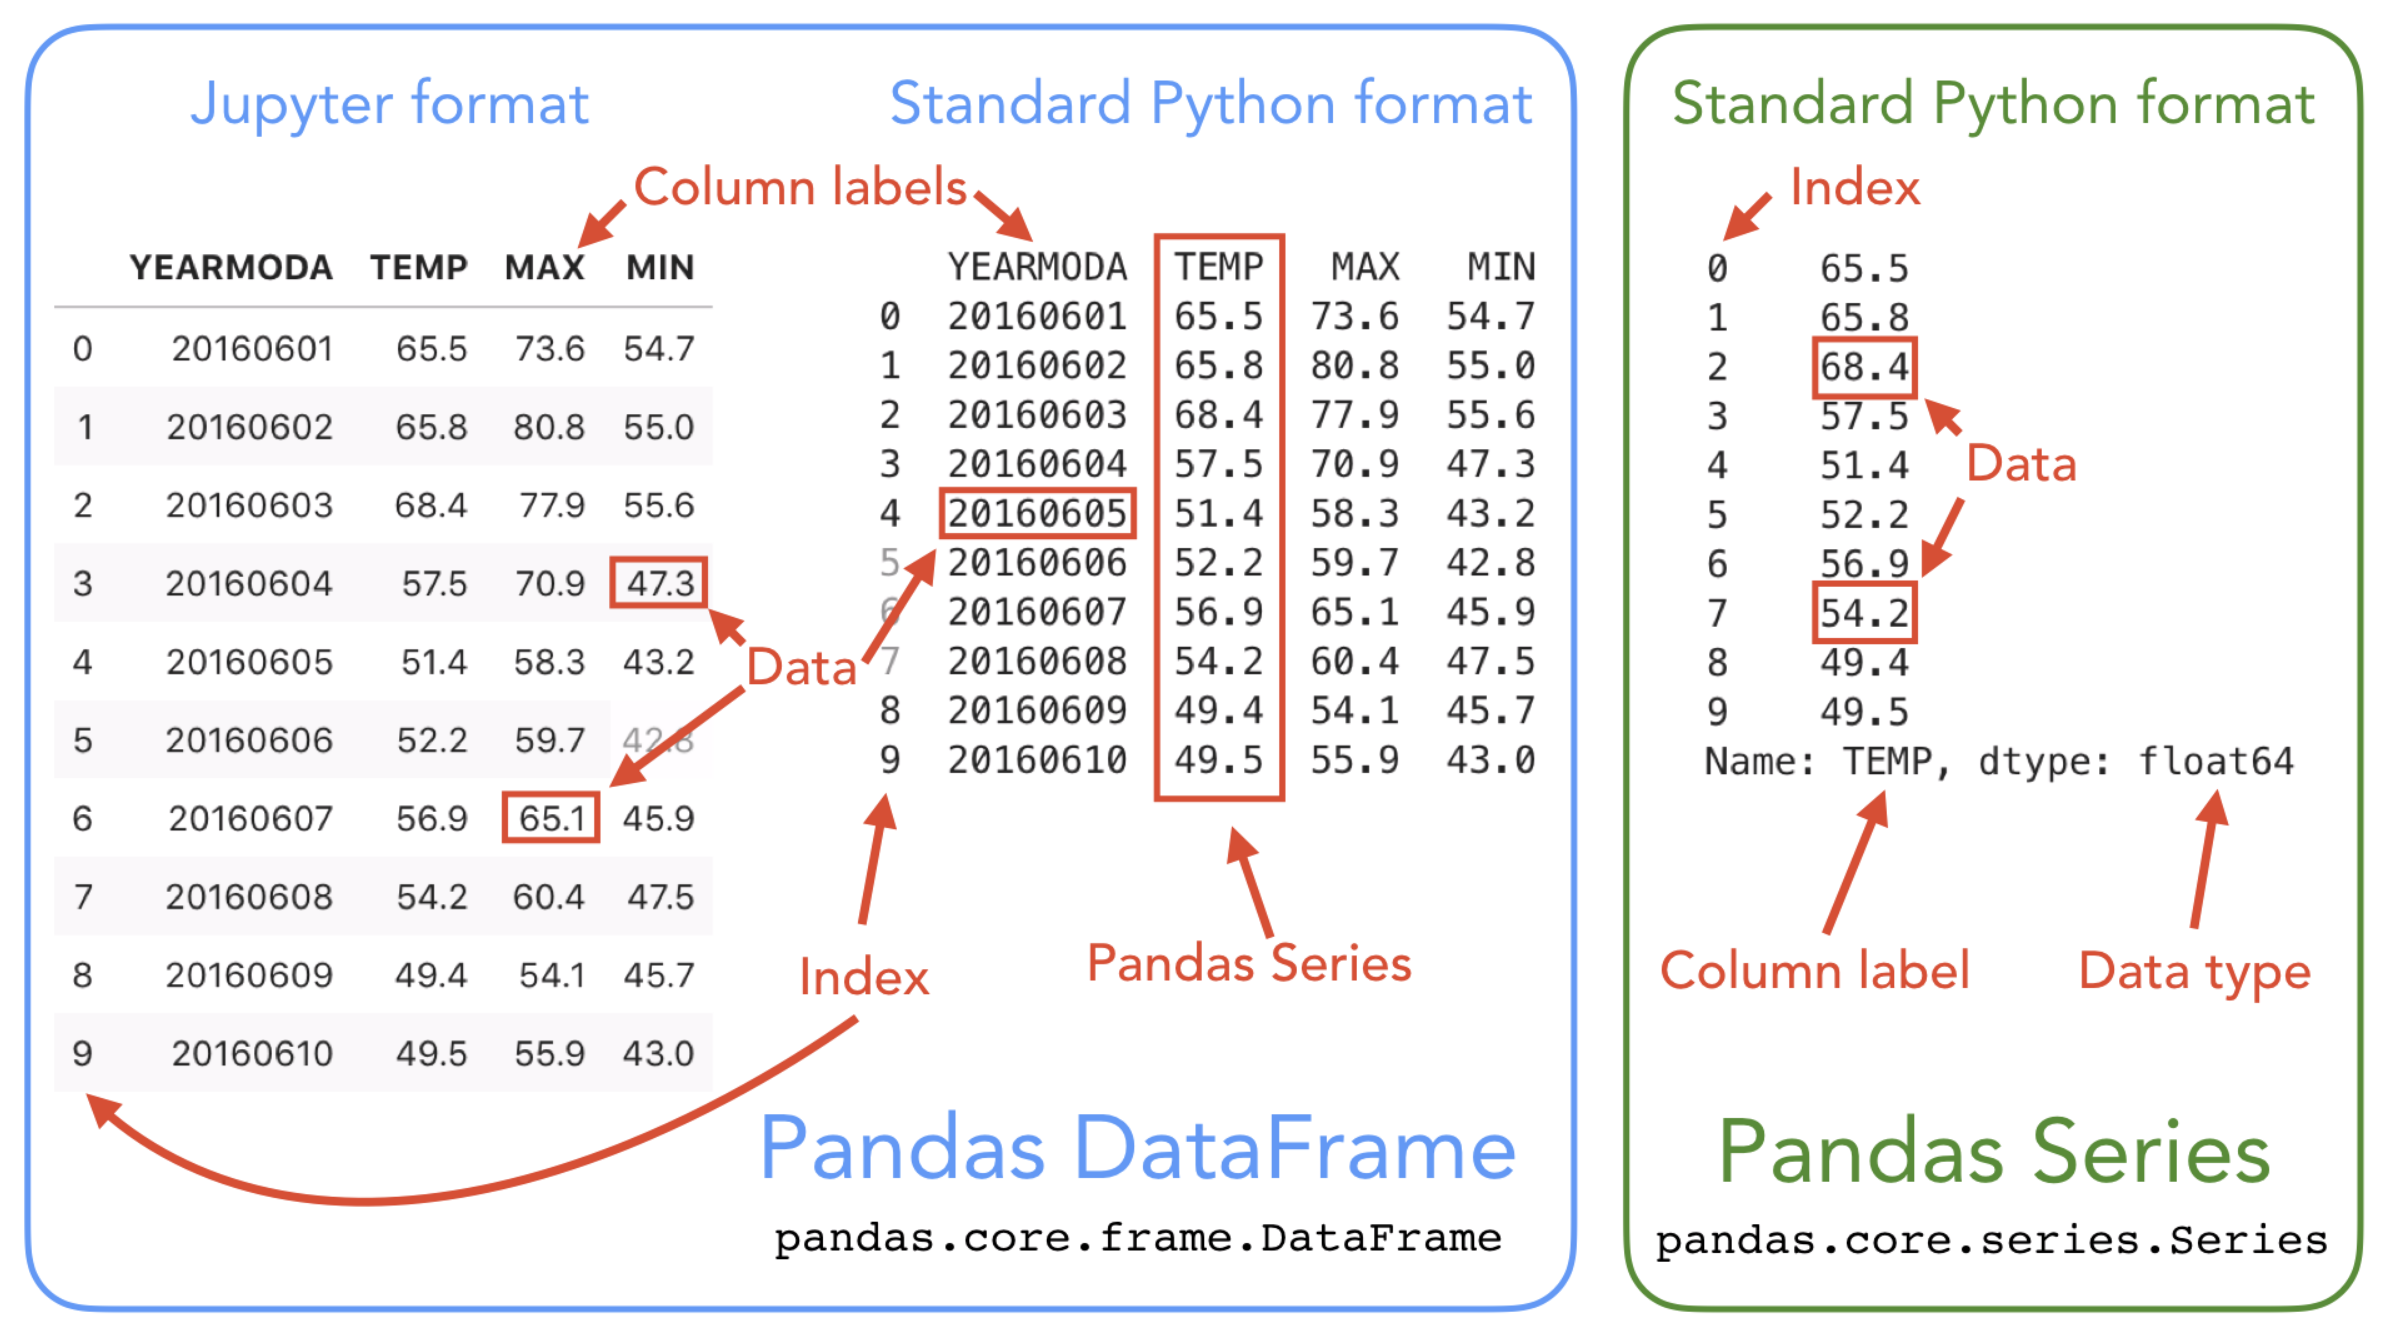 Jupyter format
Standard Python format
Column labels
YEARMODA TEMP MAX MIN
0 20160601 65.5 73.6 54.7
1 20160602 65.8 80.8 55.0
2 20160603 68.4 77.9 55.6
3 20160604 57.5 70.9 47.3
4 20160605 51.4 58.3 43.2
5 20160606 52.2 59.7 42.8
6 20160607 56.9 65.1 45.9
7 20160608 54.2 60.4 47.5
8 20160609 49.4 54.1 45.7
9 20160610 49.5 55.9 43.0
YEARMODA TEMP MAX MIN
0 20160601 65.5 73.6 54.7
1 20160602 65.8 80.8 55.0
2 20160603 68.4 77.9 55.6
3 20160604 57.5 70.9 47.3
4 20160605 51.4 58.3 43.2
5 20160606 52.2 59.7 42.8
6 20160607 56.9 65.1 45.9
7 20160608 54.2 60.4 47.5
8 20160609 49.4 54.1 45.7
9 20160610 49.5 55.9 43.0
Data
Index
Pandas Series
Pandas DataFrame
pandas.core.frame.DataFrame
Standard Python format
Index
0 65.5
1 65.8
2 68.4
3 57.5
4 51.4
5 52.2
6 56.9
7 54.2
8 49.4
9 49.5
Name: TEMP, dtype: float64
Data
Column label
Data type
Pandas Series
pandas.core.series.Series